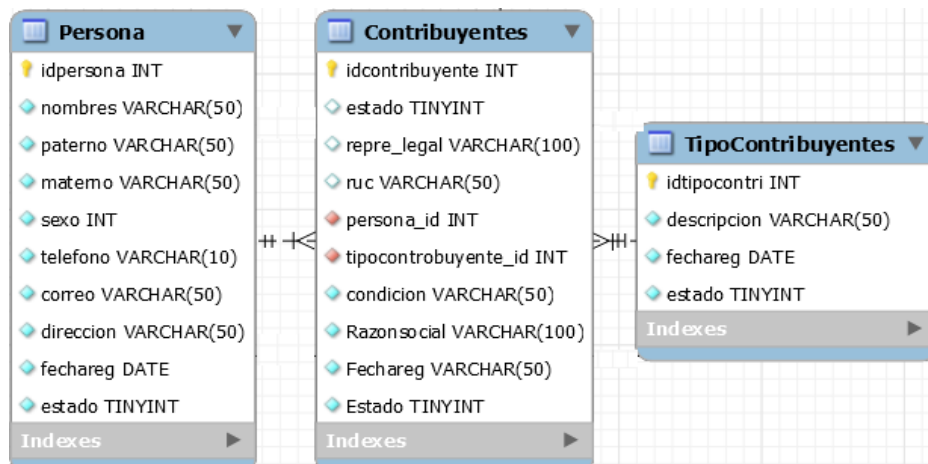 Persona
idpersona INT
nombres VARCHAR(50)
paterno VARCHAR(50)
materno VARCHAR(50)
sexo INT
telefono VARCHAR(10)
correo VARCHAR(50)
direccion VARCHAR(50)
fechareg DATE
estado TINYINT
Indexes
Contribuyentes
idcontribuyente INT
estado TINYINT
repre_legal VARCHAR(100)
ruc VARCHAR(50)
persona_id INT
tipocontrobuyente_id INT
condicion VARCHAR(50)
Razonsocial VARCHAR(100)
Fechareg VARCHAR(50)
Estado TINYINT
Indexes
TipoContribuyentes
idtipocontri INT
descripcion VARCHAR(50)
fechareg DATE
estado TINYINT
Indexes